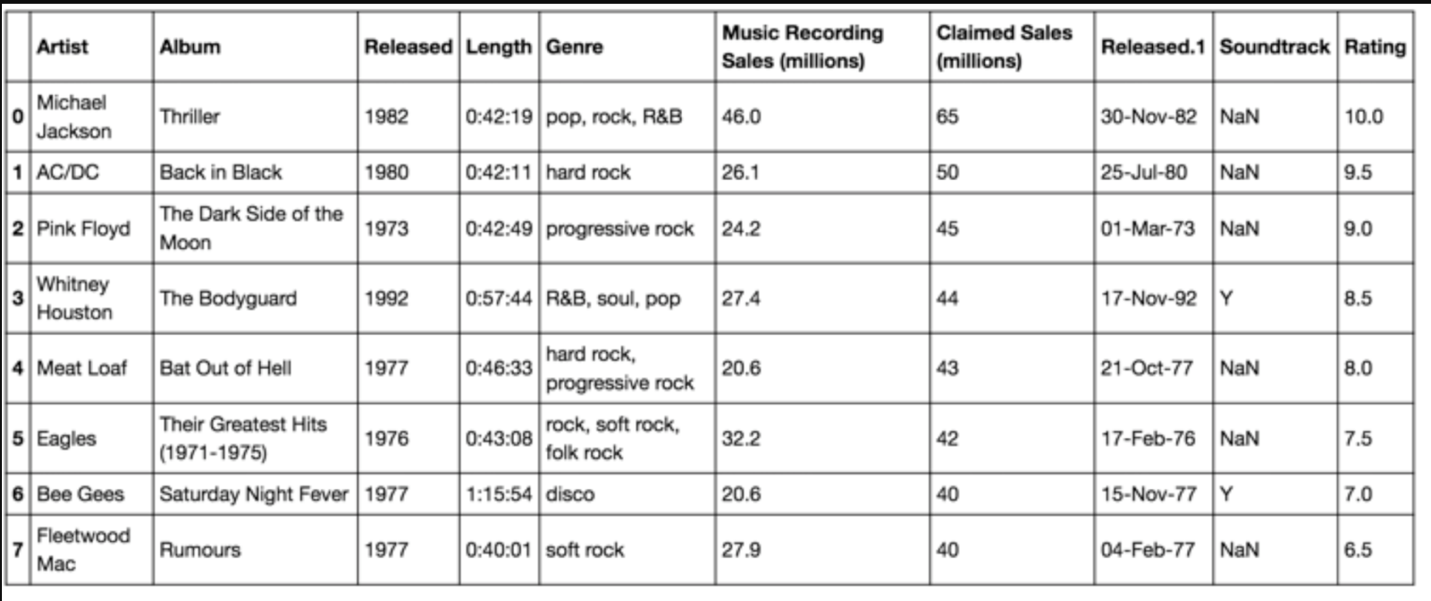 Artist Album Released Length Genre Music Recording Sales (millions) Claimed Sales (millions) Released.1 Soundtrack Rating
0 Michael Jackson Thriller 1982 0:42:19 pop, rock, R&B 46.0 65 30-Nov-82 NaN 10.0
1 AC/DC Back in Black 1980 0:42:11 hard rock 26.1 50 25-Jul-80 NaN 9.5
2 Pink Floyd The Dark Side of the Moon 1973 0:42:49 progressive rock 24.2 45 01-Mar-73 NaN 9.0
3 Whitney Houston The Bodyguard 1992 0:57:44 R&B, soul, pop 27.4 44 17-Nov-92 Y 8.5
4 Meat Loaf Bat Out of Hell 1977 0:46:33 hard rock, progressive rock 20.6 43 21-Oct-77 NaN 8.0
5 Eagles Their Greatest Hits (1971-1975) 1976 0:43:08 rock, soft rock, folk rock 32.2 42 17-Feb-76 NaN 7.5
6 Bee Gees Saturday Night Fever 1977 1:15:54 disco 20.6 40 15-Nov-77 Y 7.0
7 Fleetwood Mac Rumours 1977 0:40:01 soft rock 27.9 40 04-Feb-77 NaN 6.5